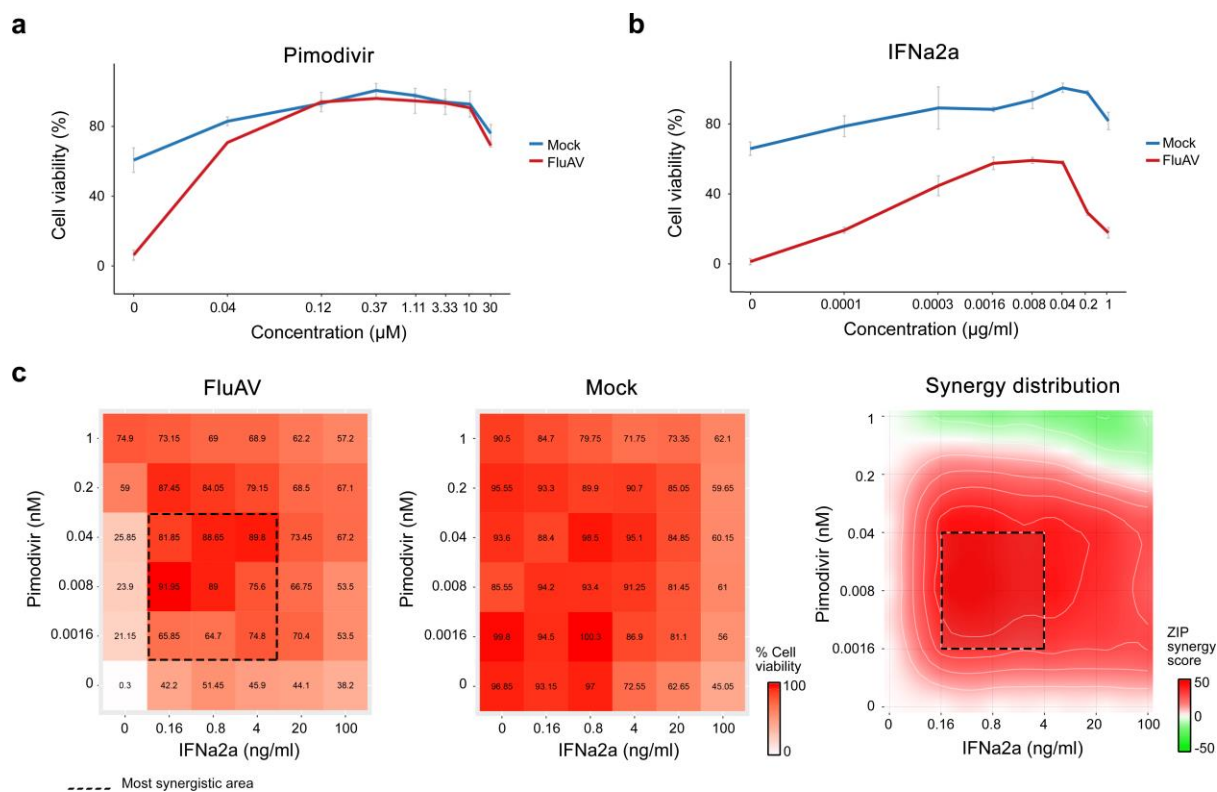 a
Pimodivir
80
40
0
Cell viability (%)
0 0.04 0.12 0.37 1.11 3.33 10 30
Concentration (µM)
Mock
FluAV
b
IFNa2a
80
40
0
Cell viability (%)
0 0.0001 0.0003 0.0016 0.008 0.04 0.2 1
Concentration (µg/ml)
Mock
FluAV
c
FluAV
Pimodivir (nM)
1 74.9 73.15 69 68.9 62.2 57.2
0.2 59 87.45 84.05 79.15 68.5 67.1
0.04 25.85 81.85 88.65 89.8 73.45 67.2
0.008 23.9 91.95 89 75.6 66.75 53.5
0.0016 21.15 65.85 64.7 74.8 70.4 53.5
0 0.3 42.2 51.45 45.9 44.1 38.2
0 0.16 0.8 4 20 100
IFNa2a (ng/ml)
Most synergistic area
Mock
Pimodivir (nM)
1 90.5 84.7 79.75 71.75 73.35 62.1
0.2 95.55 93.3 89.9 90.7 85.05 59.65
0.04 93.6 88.4 98.5 95.1 84.85 60.15
0.008 85.55 94.2 93.4 91.25 81.45 61
0.0016 99.8 94.5 100.3 86.9 81.1 56
0 96.85 93.15 97 72.55 62.65 45.05
0 0.16 0.8 4 20 100
IFNa2a (ng/ml)
% Cell
viability
100
0
Synergy distribution
Pimodivir (nM)
1
0.2
0.04
0.008
0.0016
0
0 0.16 0.8 4 20 100
IFNa2a (ng/ml)
ZIP
synergy
score
50
0
-50